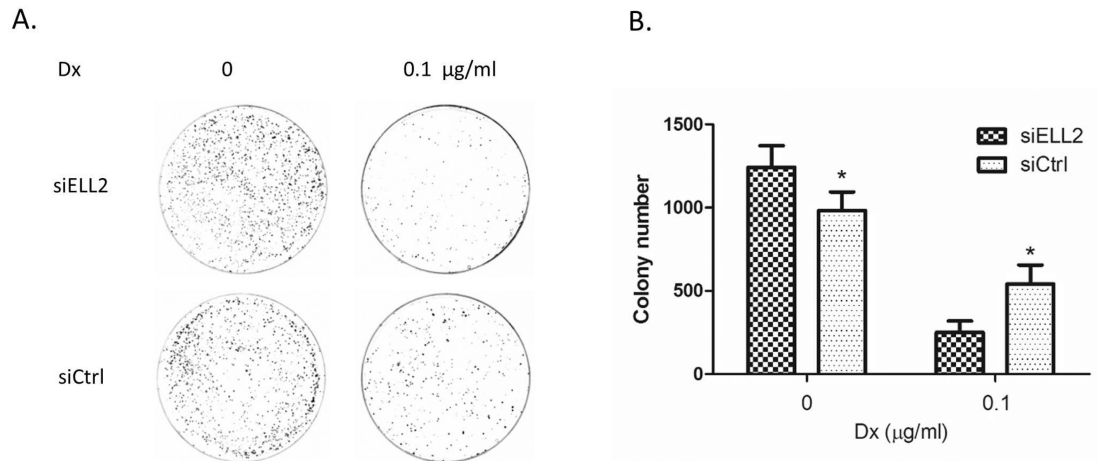 A.
Dx 0 0.1 µg/ml
siELL2
siCtrl
B.
1500
1000
500
0
Colony number
siELL2
siCtrl
*
*
0 0.1
Dx (µg/ml)